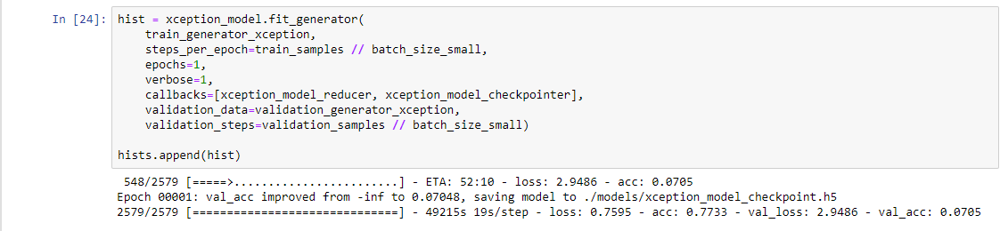 In [24]: hist = xception_model.fit_generator(
    train_generator_xception,
    steps_per_epoch=train_samples // batch_size_small,
    epochs=1,
    verbose=1,
    callbacks=[xception_model_reducer, xception_model_checkpointer],
    validation_data=validation_generator_xception,
    validation_steps=validation_samples // batch_size_small)
hists.append(hist)
548/2579 [=====>........................] - ETA: 52:10 - loss: 2.9486 - acc: 0.0705
Epoch 00001: val_acc improved from -inf to 0.07048, saving model to ./models/xception_model_checkpoint.h5
2579/2579 [==============================] - 49215s 19s/step - loss: 0.7595 - acc: 0.7733 - val_loss: 2.9486 - val_acc: 0.0705